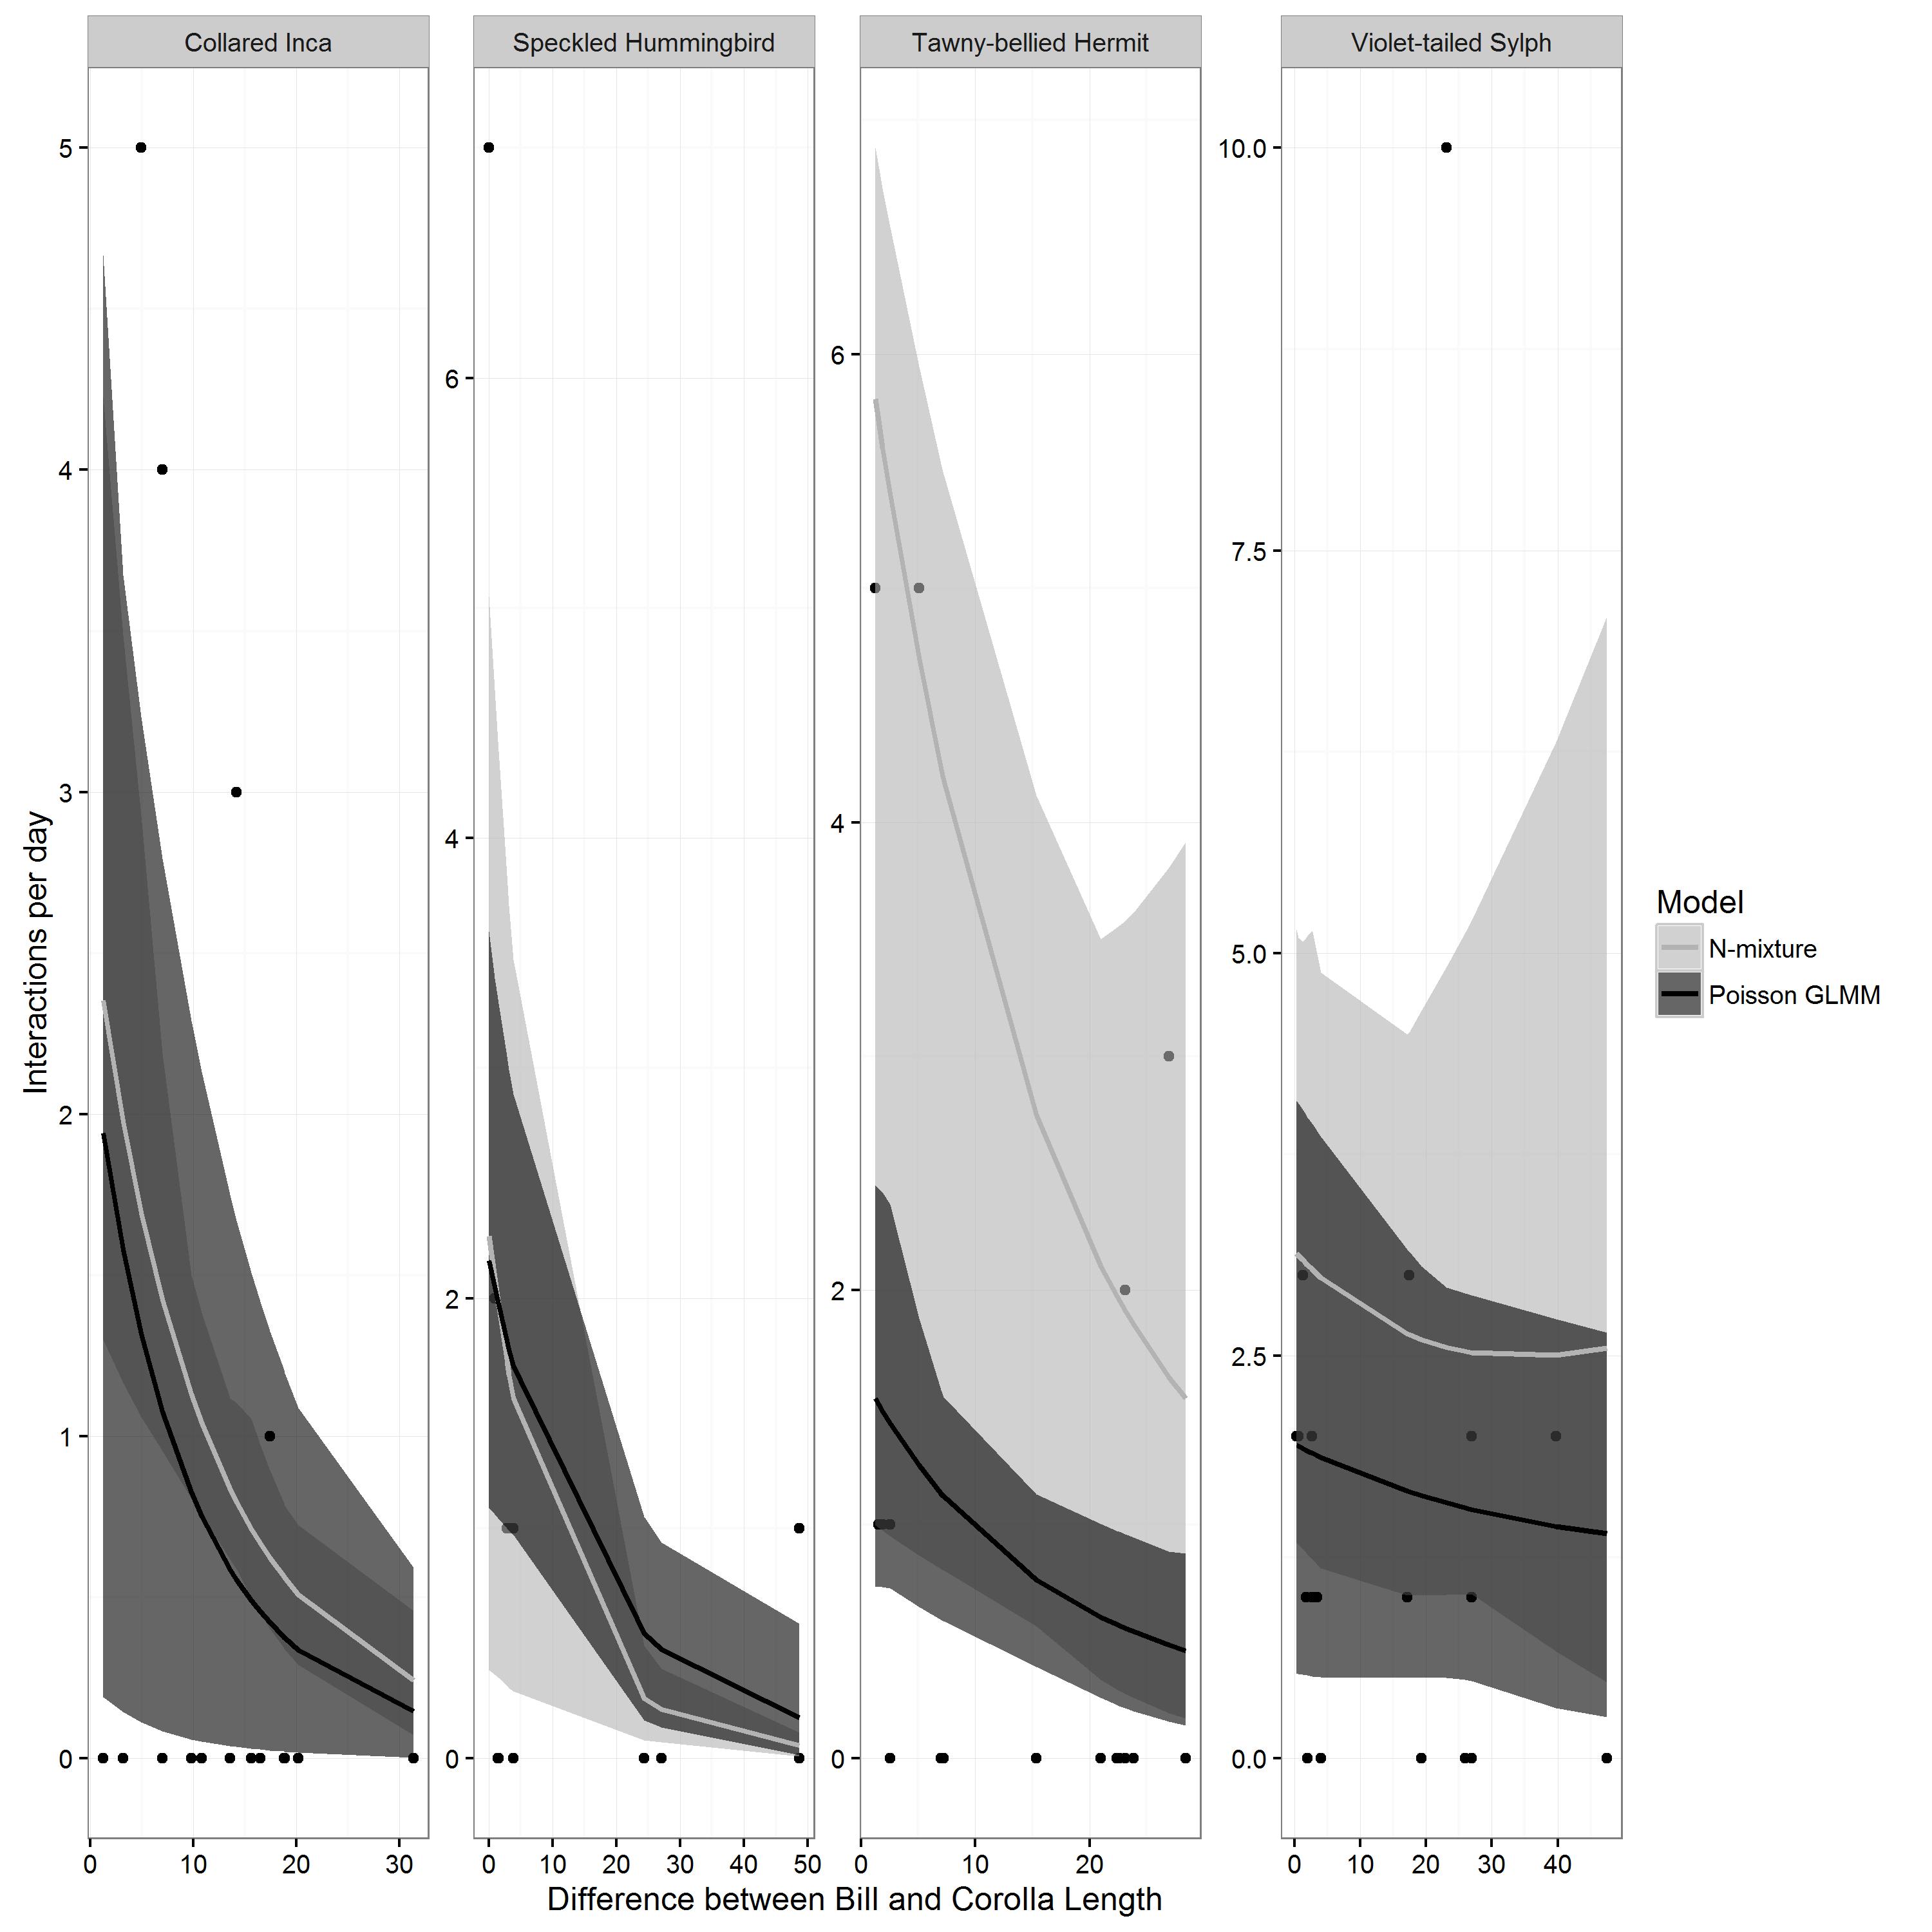 Collared Inca
Speckled Hummingbird
Tawny-bellied Hermit
Violet-tailed Sylph
Interactions per day
5
4
3
2
1
0
6
4
2
0
6
4
2
0
10.0
7.5
5.0
2.5
0.0
0 10 20 30
0 10 20 30 40 50
0 10 20
0 10 20 30 40
Difference between Bill and Corolla Length
Model
N-mixture
Poisson GLMM